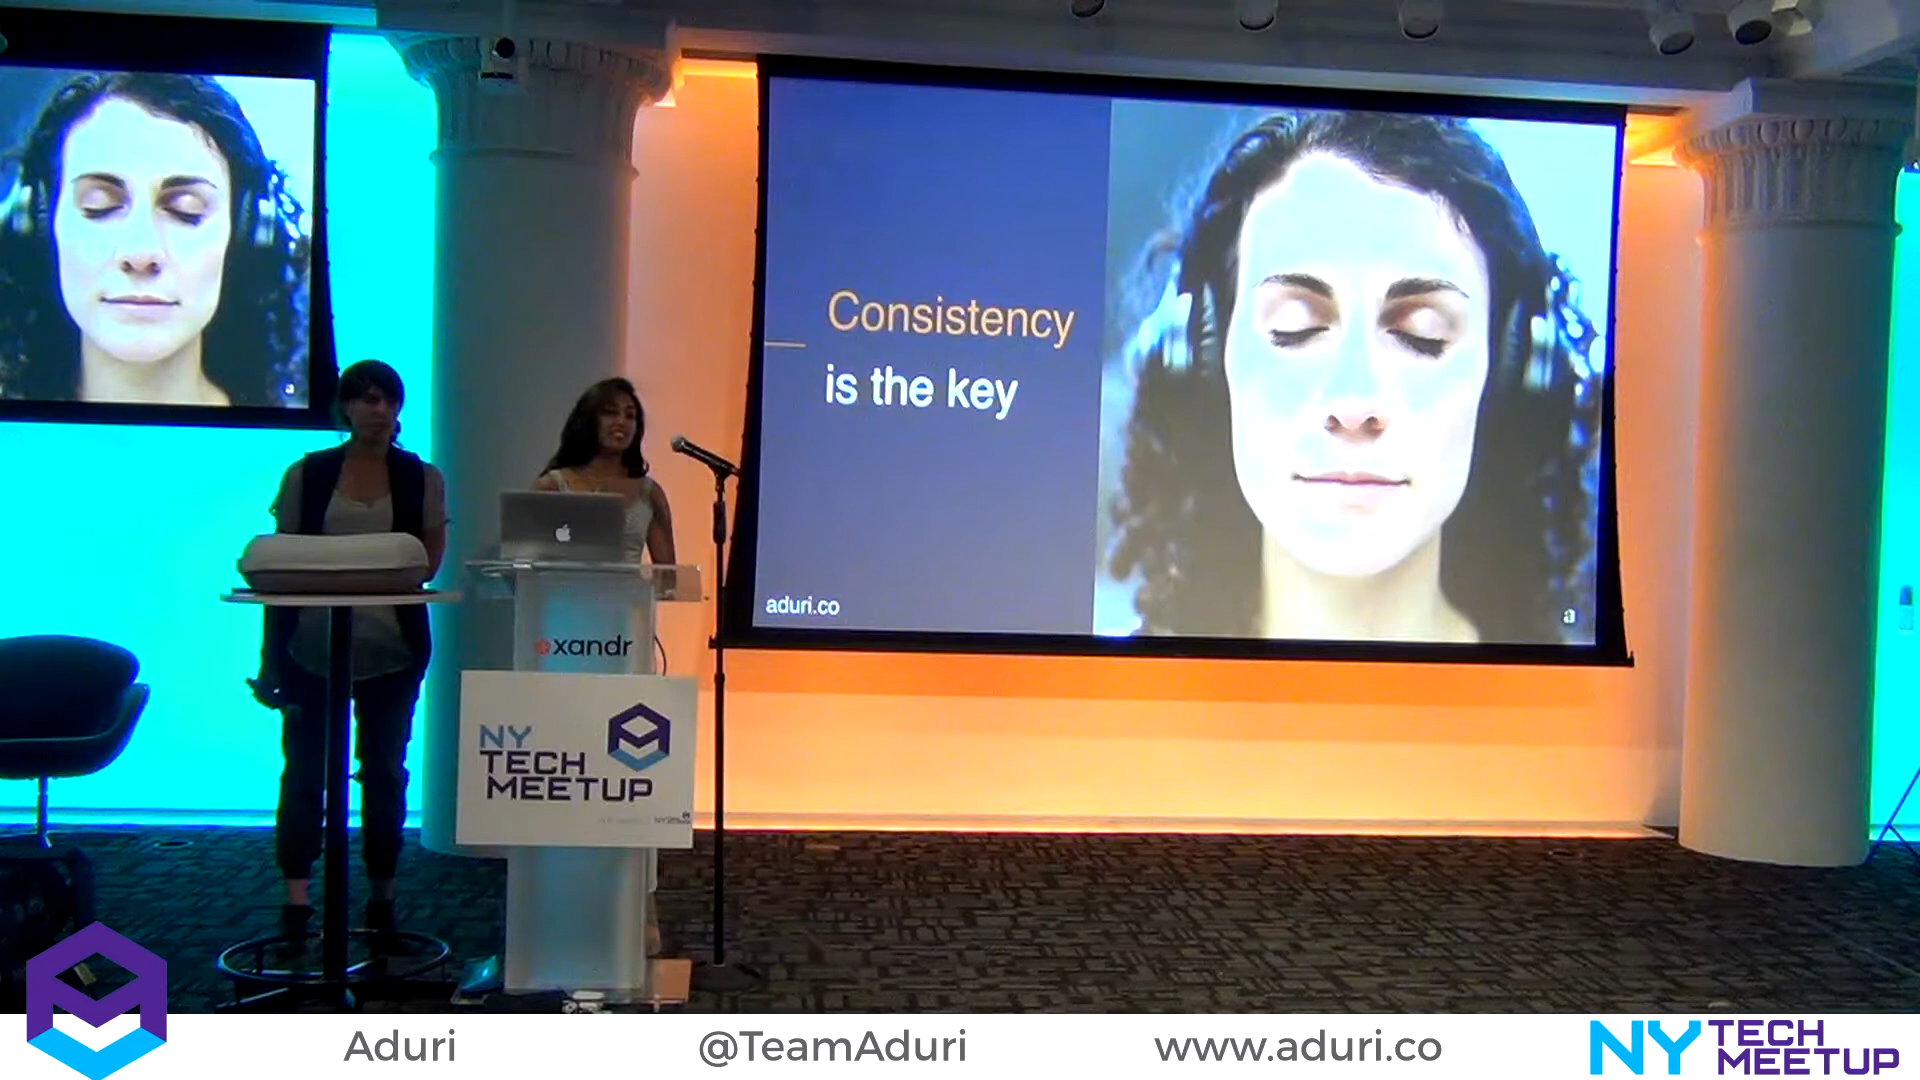 Consistency
is the key
aduri.co
a
a
xandr
NY
TECH
MEETUP
Aduri
@TeamAduri
www.aduri.co
NY TECH
MEETUP